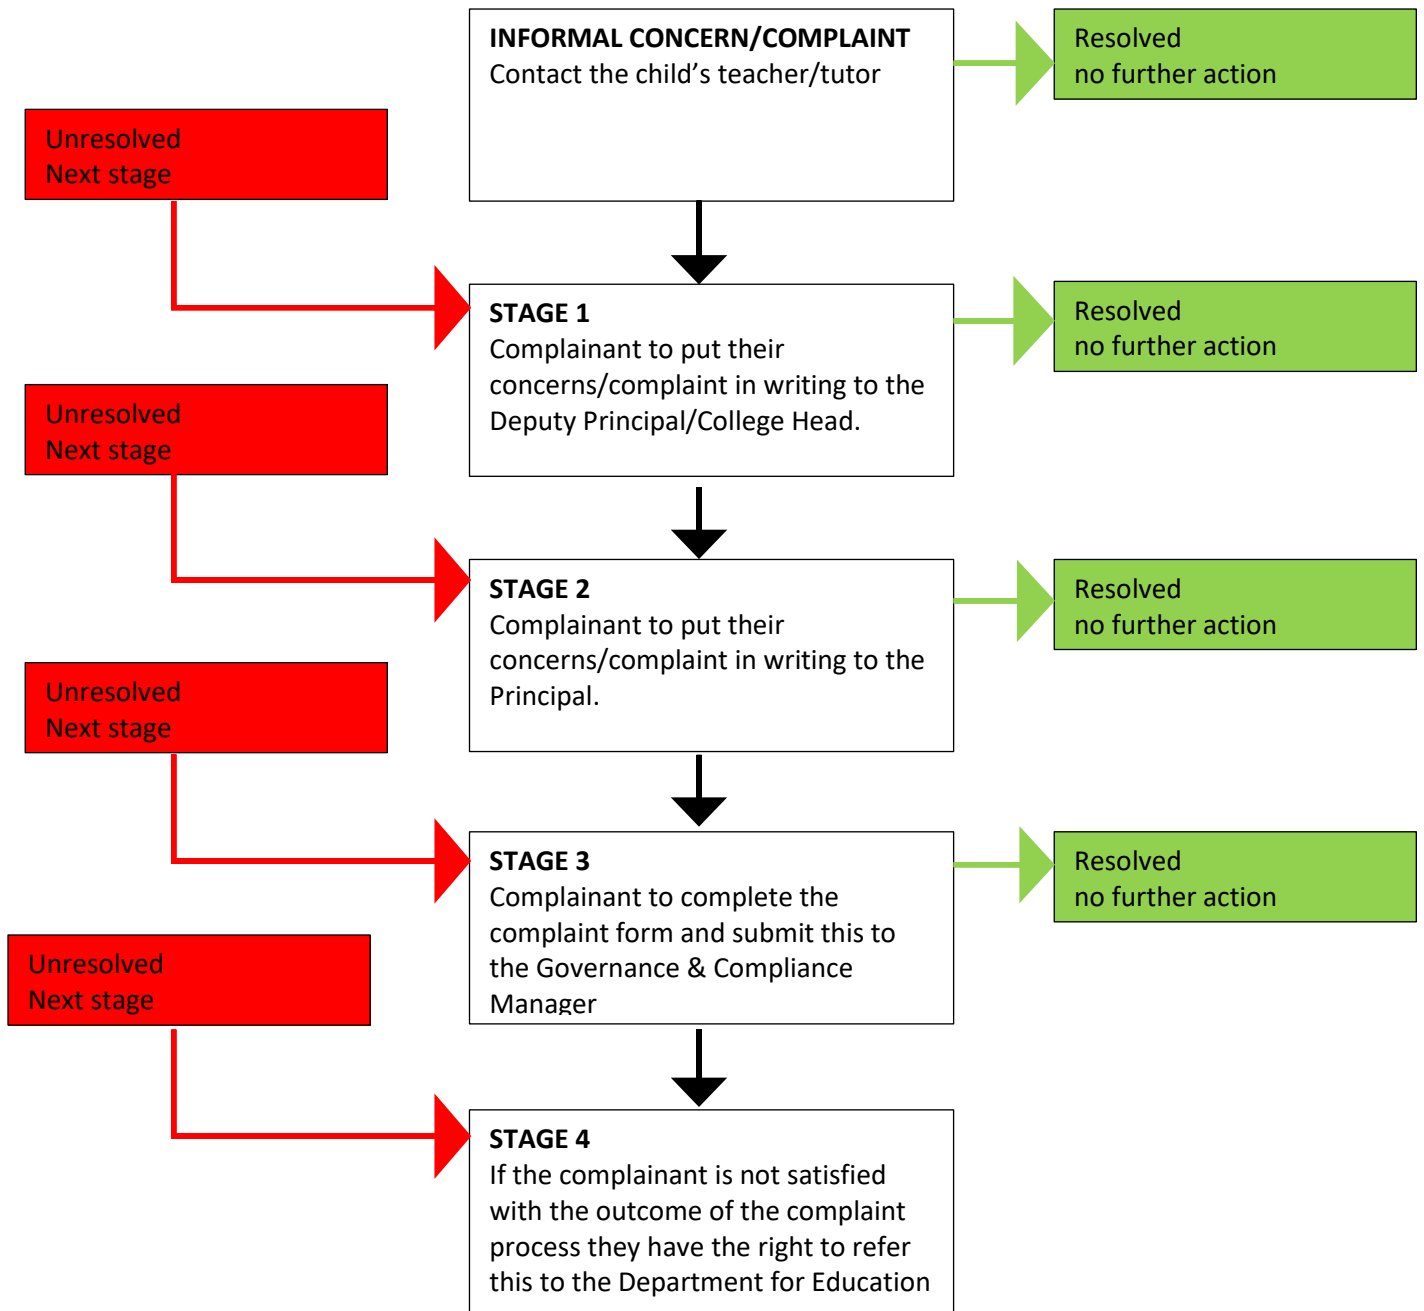 INFORMAL CONCERN/COMPLAINT
Contact the child’s teacher/tutor
Resolved
no further action
Unresolved
Next stage
STAGE 1
Complainant to put their
concerns/complaint in writing to the
Deputy Principal/College Head.
Resolved
no further action
Unresolved
Next stage
STAGE 2
Complainant to put their
concerns/complaint in writing to the
Principal.
Resolved
no further action
Unresolved
Next stage
STAGE 3
Complainant to complete the
complaint form and submit this to
the Governance & Compliance
Manager
Resolved
no further action
Unresolved
Next stage
STAGE 4
If the complainant is not satisfied
with the outcome of the complaint
process they have the right to refer
this to the Department for Education